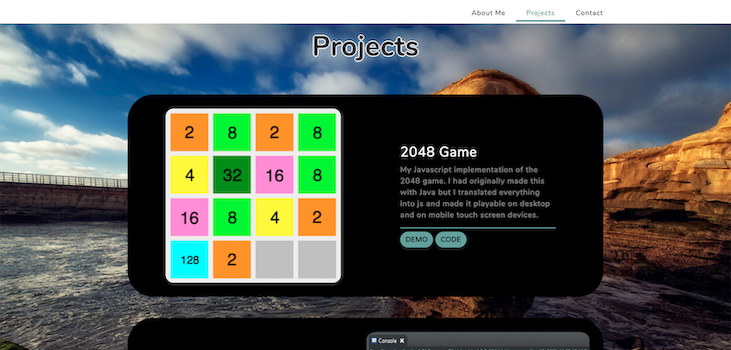 About Me Projects Contact
Projects
2 8 2 8
4 32 16 8
16 8 4 2
128 2
2048 Game
My Javascript implementation of the
2048 game. I had originally made this
with Java but I translated everything
into js and made it playable on desktop
and on mobile touch screen devices.
DEMO CODE
Console